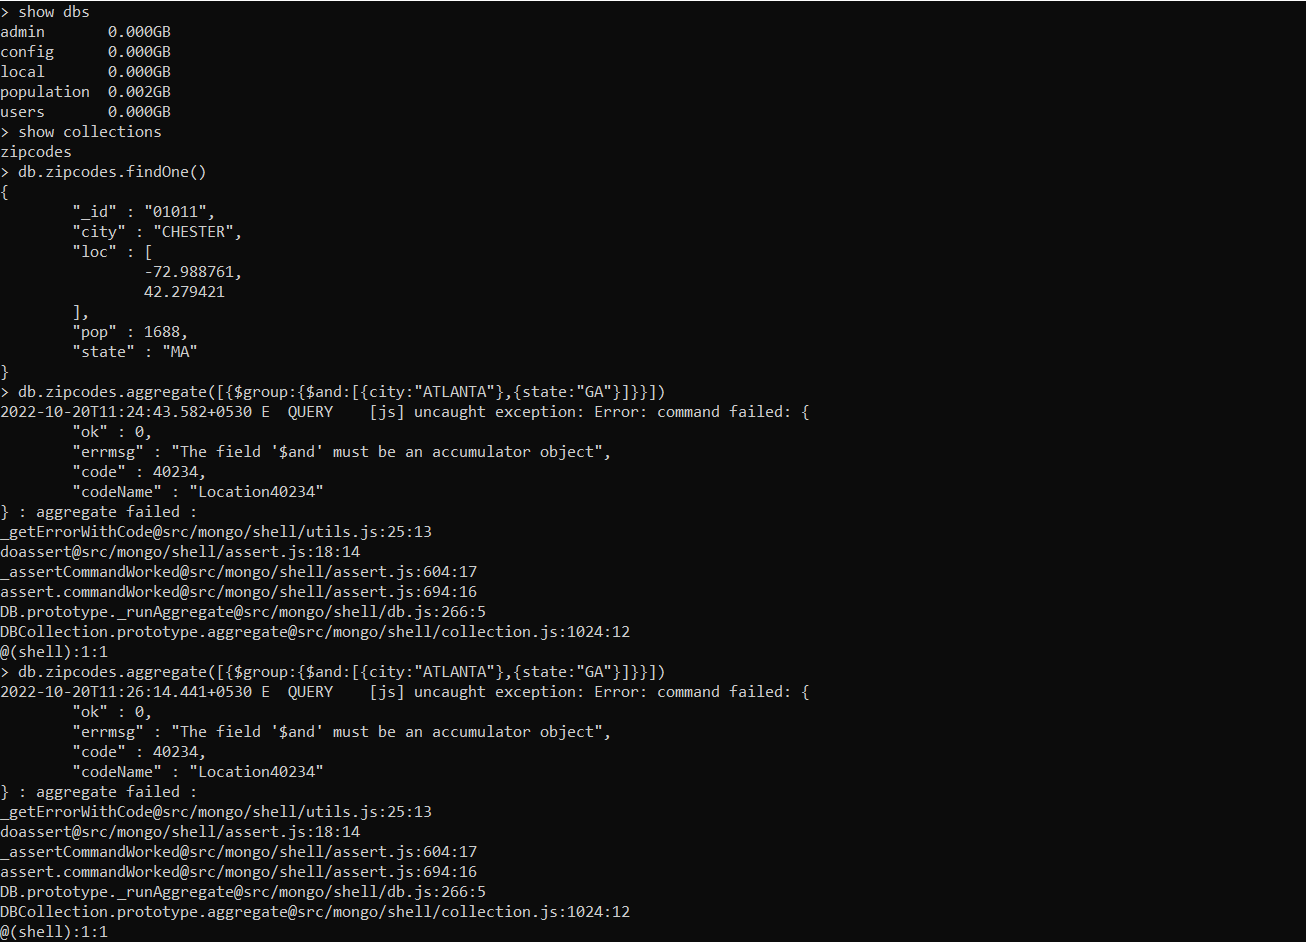 > show dbs
admin       0.000GB
config      0.000GB
local       0.000GB
population  0.002GB
users       0.000GB
> show collections
zipcodes
> db.zipcodes.findOne()
{
        "_id" : "01011",
        "city" : "CHESTER",
        "loc" : [
                -72.988761,
                42.279421
        ],
        "pop" : 1688,
        "state" : "MA"
}
> db.zipcodes.aggregate([{$group:{$and:[{city:"ATLANTA"},{state:"GA"}]}}])
2022-10-20T11:24:43.582+0530 E  QUERY    [js] uncaught exception: Error: command failed: {
        "ok" : 0,
        "errmsg" : "The field '$and' must be an accumulator object",
        "code" : 40234,
        "codeName" : "Location40234"
} : aggregate failed :
_getErrorWithCode@src/mongo/shell/utils.js:25:13
doassert@src/mongo/shell/assert.js:18:14
_assertCommandWorked@src/mongo/shell/assert.js:604:17
assert.commandWorked@src/mongo/shell/assert.js:694:16
DB.prototype._runAggregate@src/mongo/shell/db.js:266:5
DBCollection.prototype.aggregate@src/mongo/shell/collection.js:1024:12
@(shell):1:1
> db.zipcodes.aggregate([{$group:{$and:[{city:"ATLANTA"},{state:"GA"}]}}])
2022-10-20T11:26:14.441+0530 E  QUERY    [js] uncaught exception: Error: command failed: {
        "ok" : 0,
        "errmsg" : "The field '$and' must be an accumulator object",
        "code" : 40234,
        "codeName" : "Location40234"
} : aggregate failed :
_getErrorWithCode@src/mongo/shell/utils.js:25:13
doassert@src/mongo/shell/assert.js:18:14
_assertCommandWorked@src/mongo/shell/assert.js:604:17
assert.commandWorked@src/mongo/shell/assert.js:694:16
DB.prototype._runAggregate@src/mongo/shell/db.js:266:5
DBCollection.prototype.aggregate@src/mongo/shell/collection.js:1024:12
@(shell):1:1